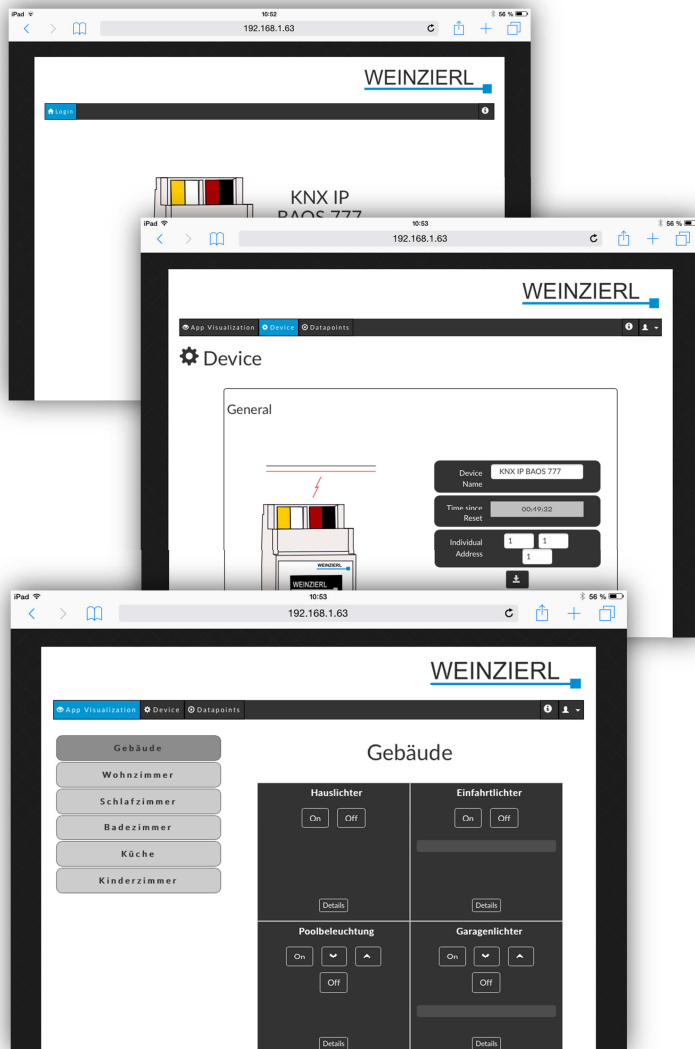 iPad 10:52 56 %
192.168.1.63
WEINZIERL
Login
KNX IP
BAOS 777
iPad 10:53 56 %
192.168.1.63
WEINZIERL
App Visualization Device Datapoints
Device
General
Device
Name
KNX IP BAOS 777
Time since
Reset
00:49:32
Individual
Address
1 1
1
WEINZIERL
WEINZIERL
iPad 10:53 56 %
192.168.1.63
WEINZIERL
App Visualization Device Datapoints
Gebäude
Wohnzimmer
Schlafzimmer
Badezimmer
Küche
Kinderzimmer
Gebäude
Hauslichter
On Off
Details
Einfahrtlichter
On Off
Details
Poolbeleuchtung
On
Off
Details
Garagenlichter
On
Off
Details